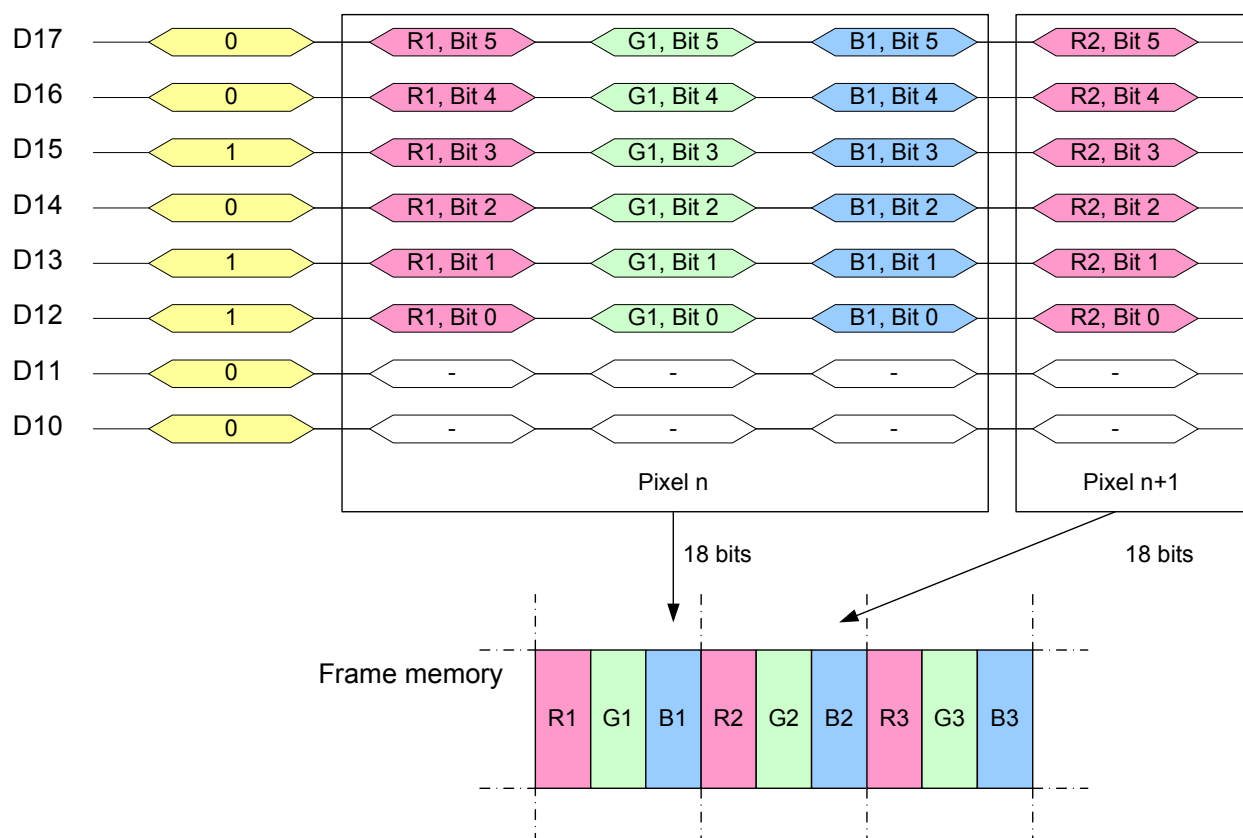 D17 0 R1, Bit 5 G1, Bit 5 B1, Bit 5 R2, Bit 5
D16 0 R1, Bit 4 G1, Bit 4 B1, Bit 4 R2, Bit 4
D15 1 R1, Bit 3 G1, Bit 3 B1, Bit 3 R2, Bit 3
D14 0 R1, Bit 2 G1, Bit 2 B1, Bit 2 R2, Bit 2
D13 1 R1, Bit 1 G1, Bit 1 B1, Bit 1 R2, Bit 1
D12 1 R1, Bit 0 G1, Bit 0 B1, Bit 0 R2, Bit 0
D11 0 - - - -
D10 0 - - - -
Pixel n Pixel n+1
18 bits 18 bits
Frame memory
R1 G1 B1 R2 G2 B2 R3 G3 B3